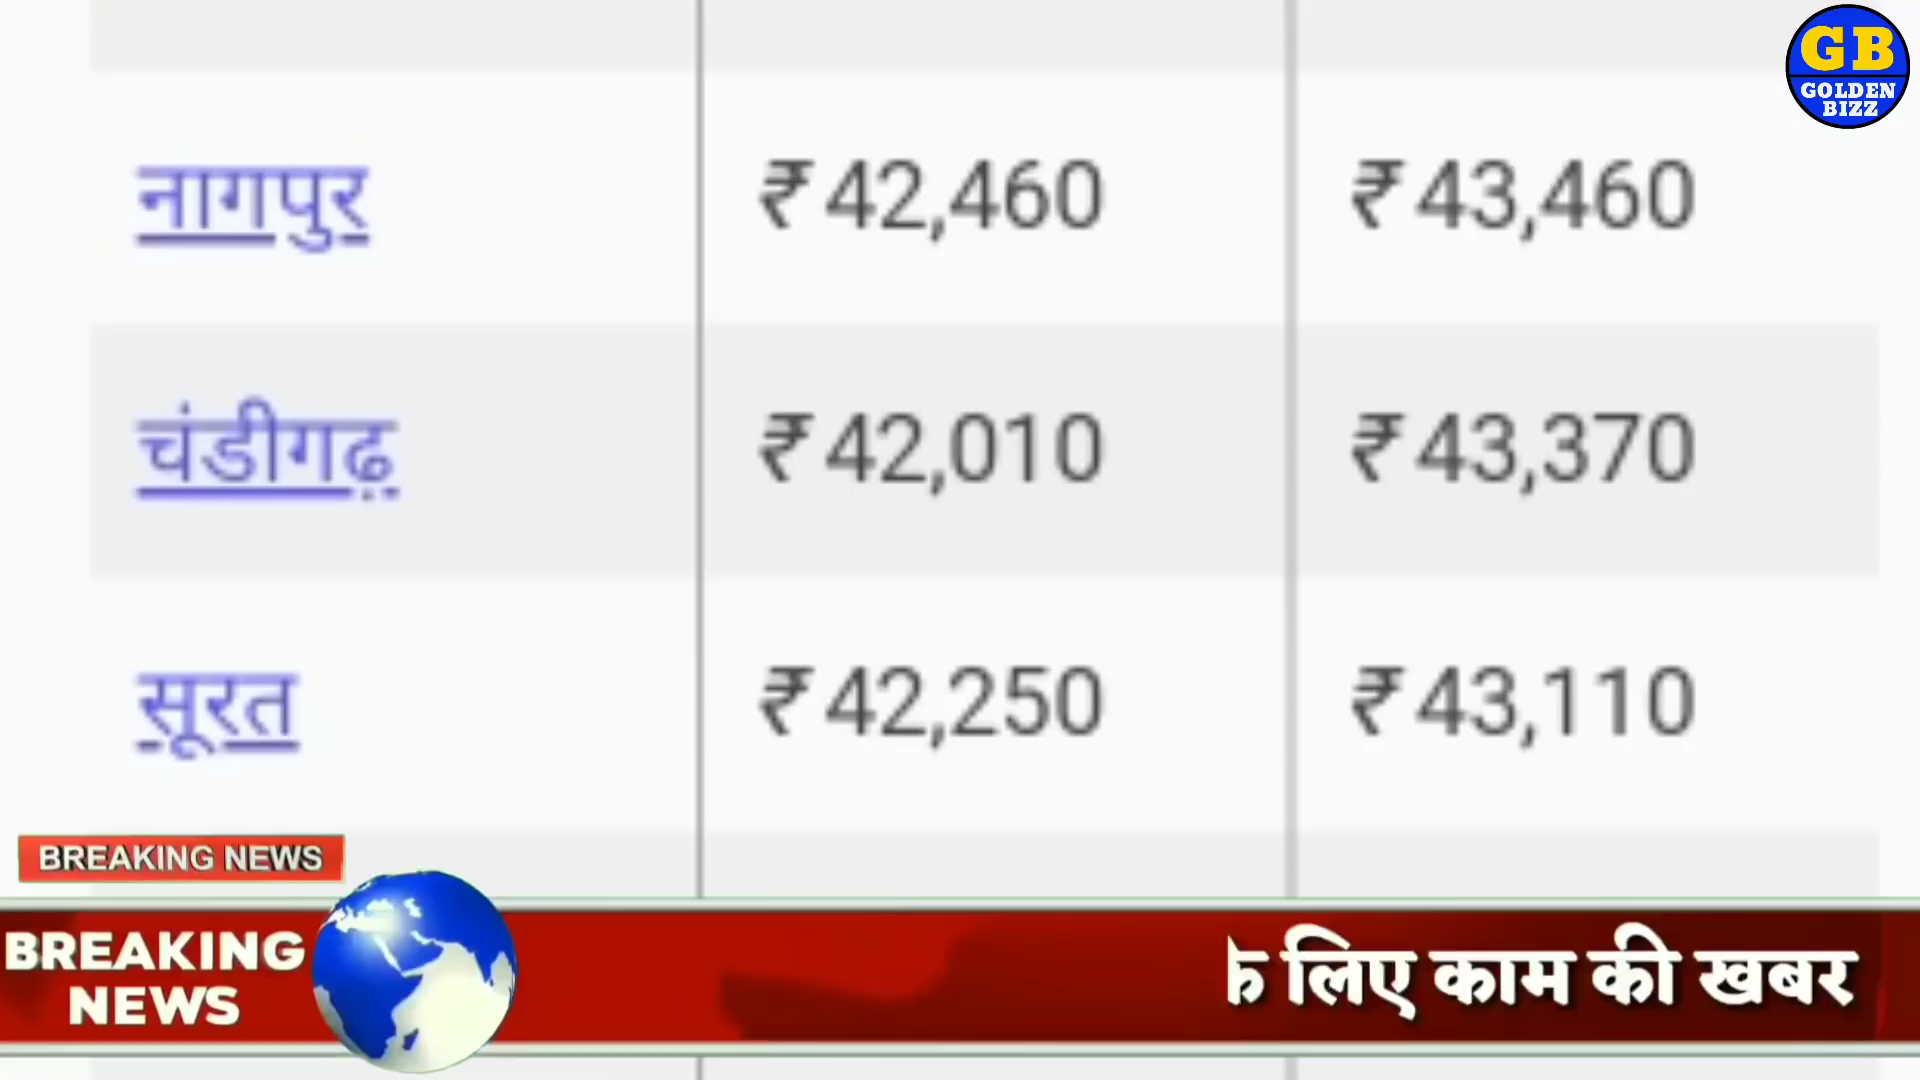 GB
GOLDEN
BIZZ
नागपुर ₹42,460 ₹43,460
चंडीगढ़ ₹42,010 ₹43,370
सूरत ₹42,250 ₹43,110
BREAKING NEWS
BREAKING
NEWS
लिए काम की खबर